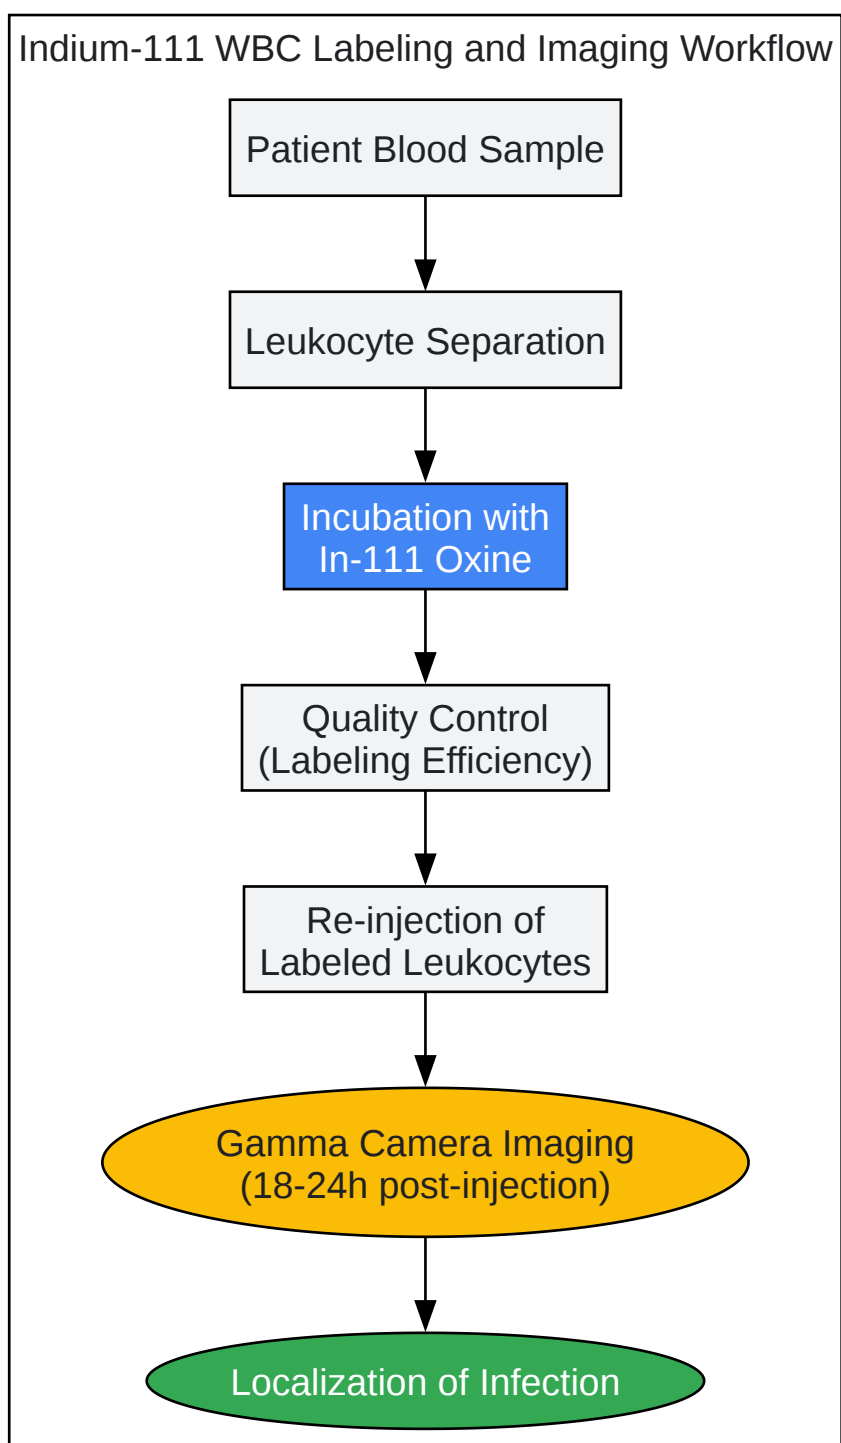 Indium-111 WBC Labeling and Imaging Workflow
Patient Blood Sample
Leukocyte Separation
Incubation with
In-111 Oxine
Quality Control
(Labeling Efficiency)
Re-injection of
Labeled Leukocytes
Gamma Camera Imaging
(18-24h post-injection)
Localization of Infection